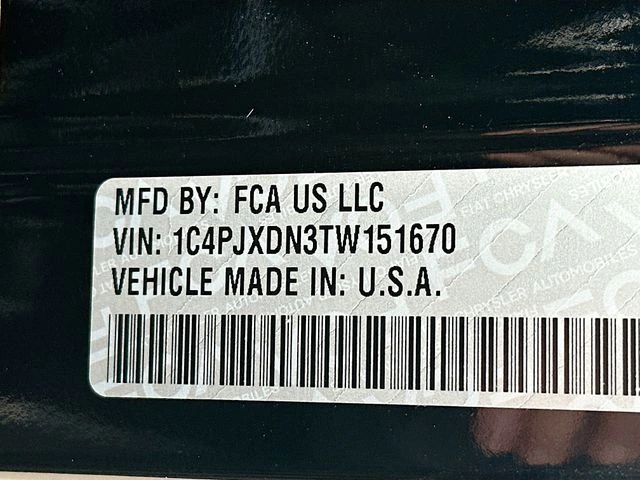 MFD BY: FCA US LLC
VIN: 1C4PJXDN3TW151670
VEHICLE MADE IN: U.S.A.